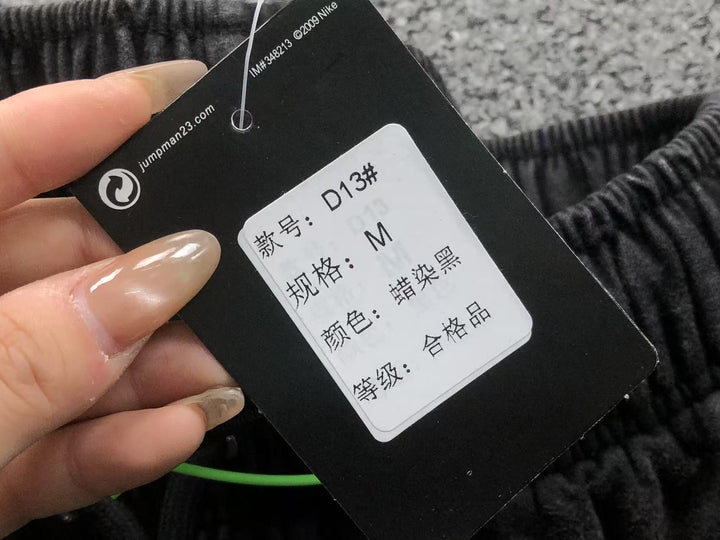 IM#348213 ©2009 Nike
jumpman23.com
款号：D13#
规格：M
颜色：蜡染黑
等级：合格品